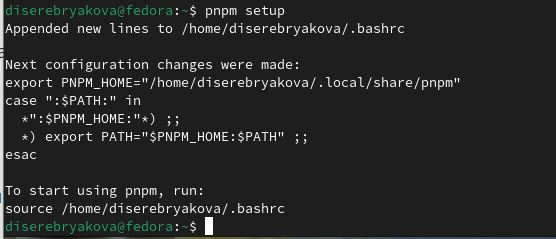 diserebryakova@fedora:~$ pnpm setup
Appended new lines to /home/diserebryakova/.bashrc

Next configuration changes were made:
export PNPM_HOME="/home/diserebryakova/.local/share/pnpm"
case ":$PATH:" in
  *":$PNPM_HOME:"*) ;;
  *) export PATH="$PNPM_HOME:$PATH" ;;
esac

To start using pnpm, run:
source /home/diserebryakova/.bashrc
diserebryakova@fedora:~$